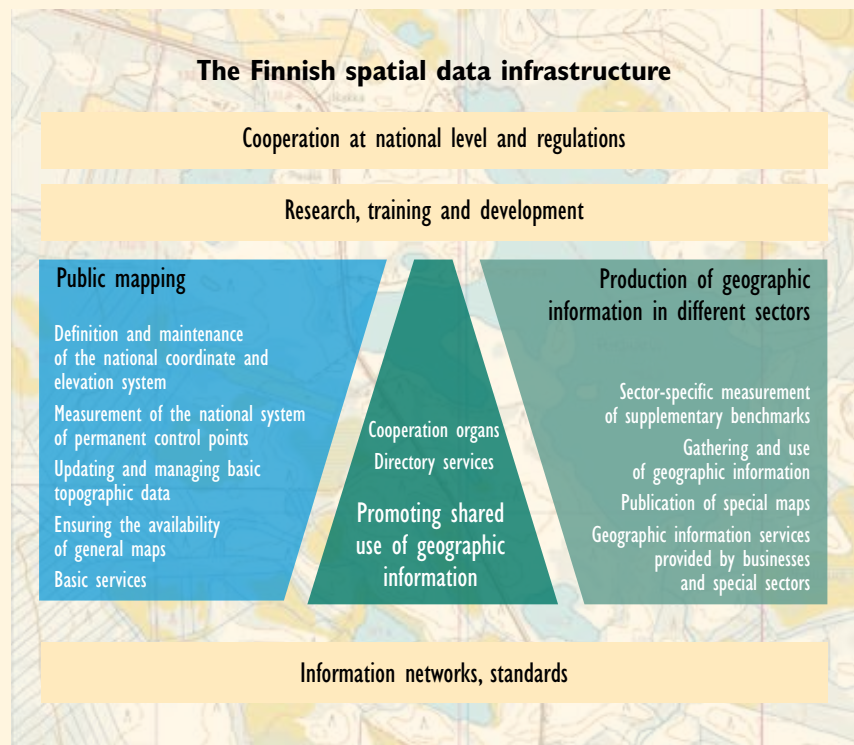 The Finnish spatial data infrastructure
Cooperation at national level and regulations
Research, training and development
Public mapping
Definition and maintenance
of the national coordinate and
elevation system
Measurement of the national system
of permanent control points
Updating and managing basic
topographic data
Ensuring the availability
of general maps
Basic services
Cooperation organs
Directory services
Promoting shared
use of geographic
information
Production of geographic
information in different sectors
Sector-specific measurement
of supplementary benchmarks
Gathering and use
of geographic information
Publication of special maps
Geographic information services
provided by businesses
and special sectors
Information networks, standards